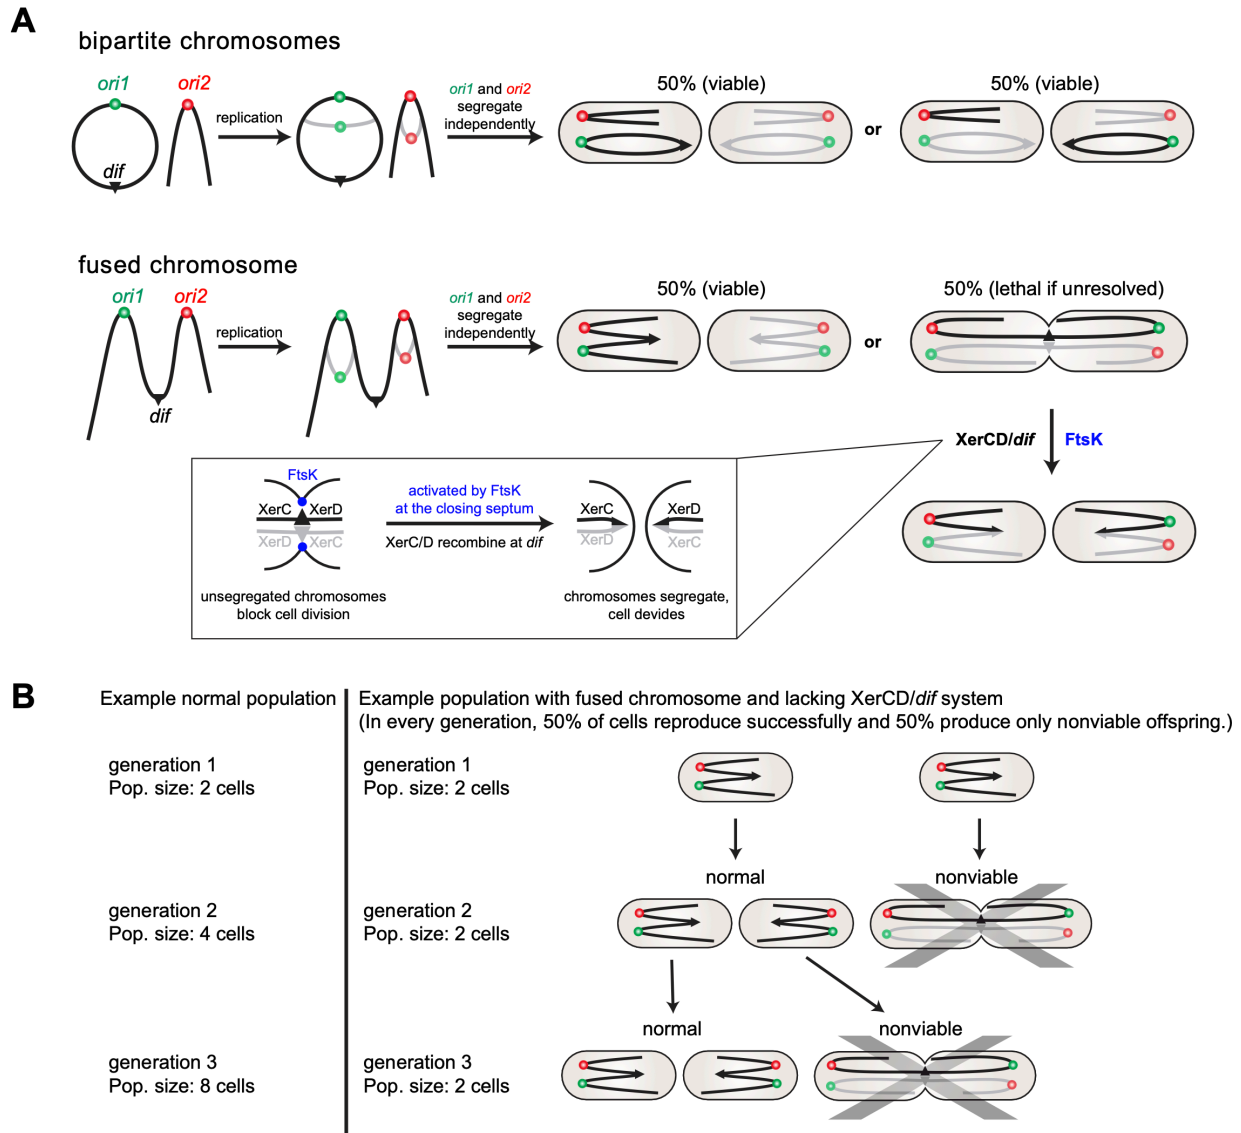 A
bipartite chromosomes
ori1
ori2
dif
replication
ori1 and ori2
segregate
independently
50% (viable)
or
50% (viable)
fused chromosome
ori1
ori2
dif
replication
ori1 and ori2
segregate
independently
50% (viable)
or
50% (lethal if unresolved)
XerCD/dif
FtsK
FtsK
XerC
XerD
XerD
XerC
unsegregated chromosomes
block cell division
activated by FtsK
at the closing septum
XerC/D recombine at dif
XerC
XerD
XerD
XerC
chromosomes segregate,
cell devides
B
Example normal population
Example population with fused chromosome and lacking XerCD/dif system
(In every generation, 50% of cells reproduce successfully and 50% produce only nonviable offspring.)
generation 1
Pop. size: 2 cells
generation 1
Pop. size: 2 cells
normal
nonviable
generation 2
Pop. size: 4 cells
generation 2
Pop. size: 2 cells
normal
nonviable
generation 3
Pop. size: 8 cells
generation 3
Pop. size: 2 cells